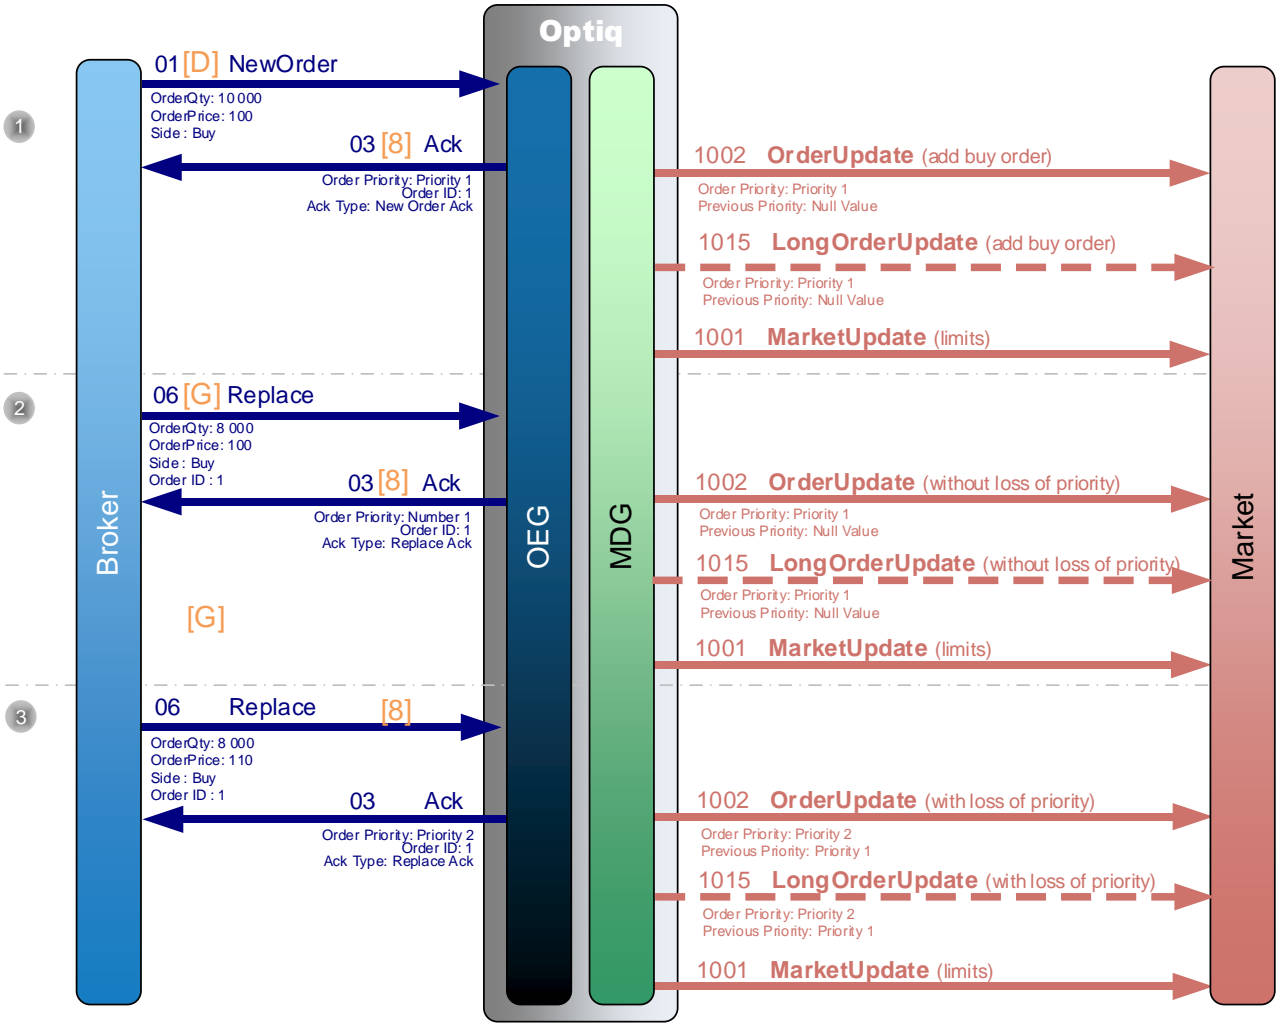 Optiq
01 [D] NewOrder
OrderQty: 10 000
OrderPrice: 100
Side : Buy
1
03 [8] Ack
Order Priority: Priority 1
Order ID: 1
Ack Type: New Order Ack
1002 OrderUpdate (add buy order)
Order Priority: Priority 1
Previous Priority: Null Value
1015 LongOrderUpdate (add buy order)
Order Priority: Priority 1
Previous Priority: Null Value
1001 MarketUpdate (limits)
2
06 [G] Replace
OrderQty: 8 000
OrderPrice: 100
Side : Buy
Order ID : 1
03 [8] Ack
Order Priority: Number 1
Order ID: 1
Ack Type: Replace Ack
1002 OrderUpdate (without loss of priority)
Order Priority: Priority 1
Previous Priority: Null Value
1015 LongOrderUpdate (without loss of priority)
Order Priority: Priority 1
Previous Priority: Null Value
1001 MarketUpdate (limits)
Broker
OEG
MDG
Market
[G]
3
06 Replace [8]
OrderQty: 8 000
OrderPrice: 110
Side : Buy
Order ID : 1
03 Ack
Order Priority: Priority 2
Order ID: 1
Ack Type: Replace Ack
1002 OrderUpdate (with loss of priority)
Order Priority: Priority 2
Previous Priority: Priority 1
1015 LongOrderUpdate (with loss of priority)
Order Priority: Priority 2
Previous Priority: Priority 1
1001 MarketUpdate (limits)